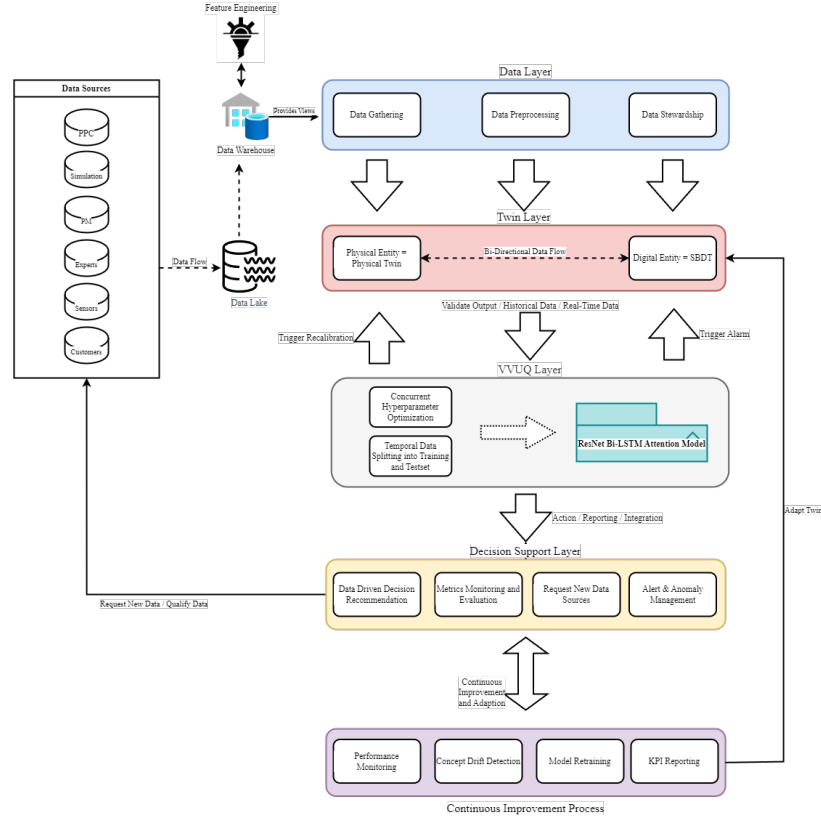 Feature Engineering
Data Sources
PPC
Simulation
PM
Experts
Sensors
Customers
Data Flow
Data Lake
Data Warehouse
Provides Views
Data Layer
Data Gathering
Data Preprocessing
Data Stewardship
Twin Layer
Physical Entity =
Physical Twin
Bi-Directional Data Flow
Digital Entity = SBDT
Validate Output / Historical Data / Real-Time Data
Trigger Recalibration
Trigger Alarm
VVUQ Layer
Concurrent
Hyperparameter
Optimization
Temporal Data
Splitting into Training
and Testset
ResNet Bi-LSTM Attention Model
Action / Reporting / Integration
Adapt Twin
Decision Support Layer
Data Driven Decision
Recommendation
Metrics Monitoring and
Evaluation
Request New Data
Sources
Alert & Anomaly
Management
Request New Data / Qualify Data
Continuous
Improvement
and Adaption
Performance
Monitoring
Concept Drift Detection
Model Retraining
KPI Reporting
Continuous Improvement Process